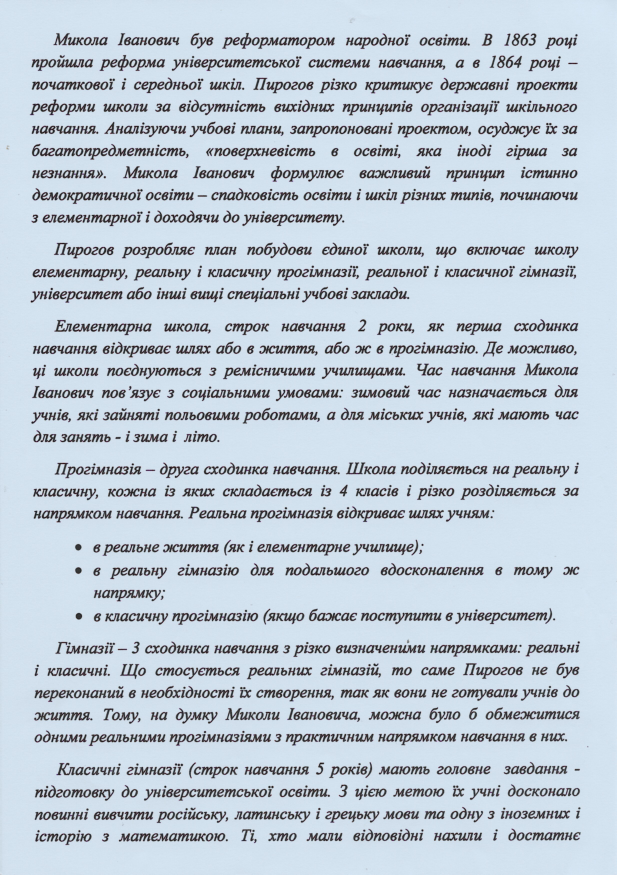 Микола Іванович був реформатором народної освіти. В 1863 році
пройшла реформа університетської системи навчання, а в 1864 році –
початкової і середньої шкіл. Пирогов різко критикує державні проекти
реформи школи за відсутність вихідних принципів організації шкільного
навчання. Аналізуючи учбові плани, запропоновані проектом, осуджує їх за
багатопредметність, «поверхневість в освіті, яка іноді гірша за
незнання». Микола Іванович формулює важливий принцип істинно
демократичної освіти – спадковість освіти і шкіл різних типів, починаючи
з елементарної і доходячи до університету.
Пирогов розробляє план побудови єдиної школи, що включає школу
елементарну, реальну і класичну прогімназії, реальної і класичної гімназії,
університет або інші вищі спеціальні учбові заклади.
Елементарна школа, строк навчання 2 роки, як перша сходинка
навчання відкриває шлях або в життя, або ж в прогімназію. Де можливо,
ці школи поєднуються з ремісничими училищами. Час навчання Микола
Іванович пов’язує з соціальними умовами: зимовий час назначається для
учнів, які зайняті польовими роботами, а для міських учнів, які мають час
для занять - і зима і літо.
Прогімназія – друга сходинка навчання. Школа поділяється на реальну і
класичну, кожна із яких складається із 4 класів і різко розділяється за
напрямком навчання. Реальна прогімназія відкриває шлях учням:
• в реальне життя (як і елементарне училище);
• в реальну гімназію для подальшого вдосконалення в тому ж
напрямку;
• в класичну прогімназію (якщо бажає поступити в університет).
Гімназії – 3 сходинка навчання з різко визначеними напрямками: реальні
і класичні. Що стосується реальних гімназій, то саме Пирогов не був
переконаний в необхідності їх створення, так як вони не готували учнів до
життя. Тому, на думку Миколи Івановича, можна було б обмежитися
одними реальними прогімназіями з практичним напрямком навчання в них.
Класичні гімназії (строк навчання 5 років) мають головне завдання -
підготовку до університетської освіти. З цією метою їх учні досконало
повинні вивчити російську, латинську і грецьку мови та одну з іноземних і
історію з математикою. Ті, хто мали відповідні нахили і достатнє